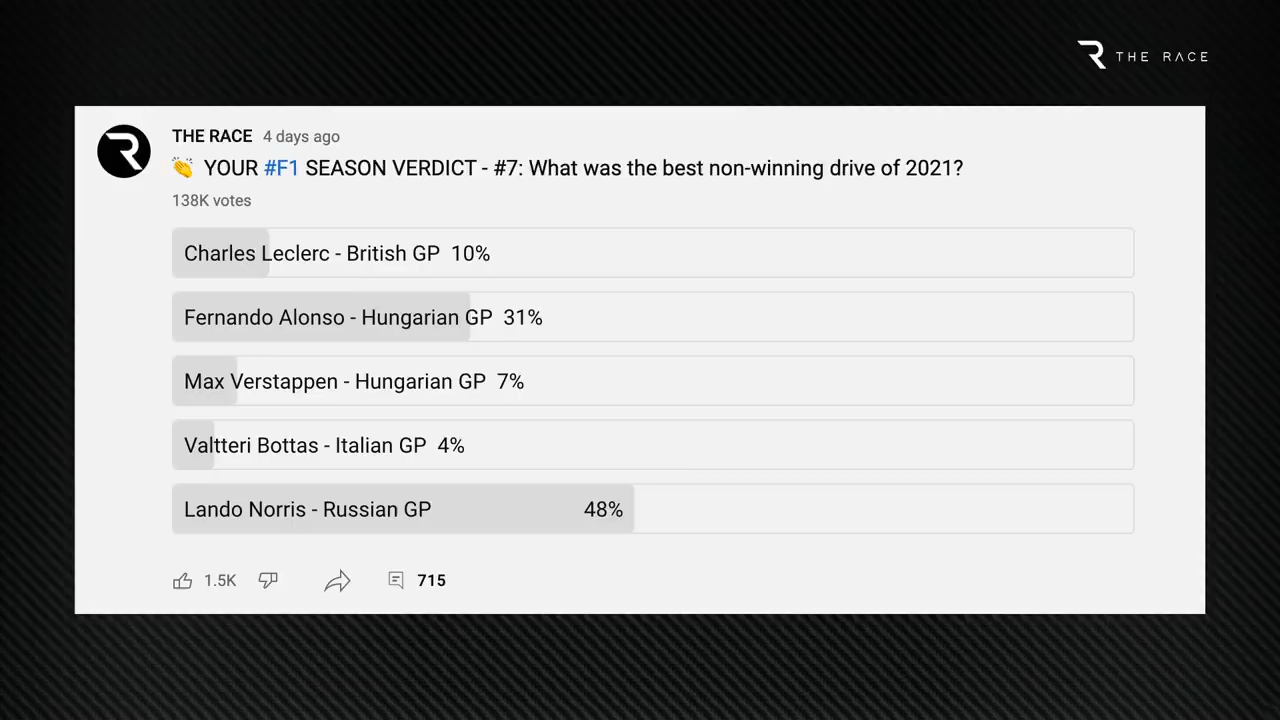 THE RACE
THE RACE 4 days ago
👏 YOUR #F1 SEASON VERDICT - #7: What was the best non-winning drive of 2021?
138K votes
Charles Leclerc - British GP 10%
Fernando Alonso - Hungarian GP 31%
Max Verstappen - Hungarian GP 7%
Valtteri Bottas - Italian GP 4%
Lando Norris - Russian GP 48%
1.5K 715